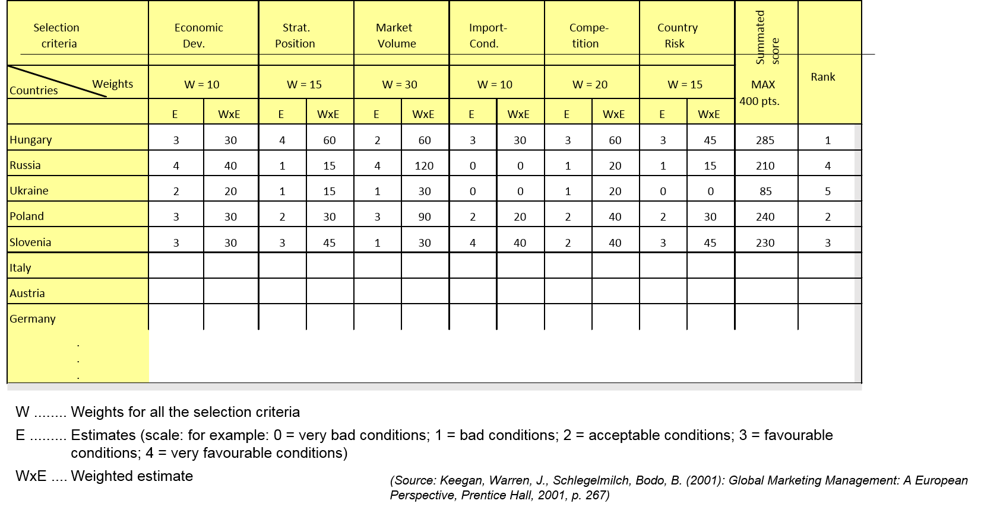 Selection criteria Economic Dev. Strat. Position Market Volume Import- Cond. Compe- tition Country Risk Summated score MAX 400 pts. Rank
Countries Weights W = 10 W = 15 W = 30 W = 10 W = 20 W = 15
E WxE E WxE E WxE E WxE E WxE E WxE
Hungary 3 30 4 60 2 60 3 30 3 60 3 45 285 1
Russia 4 40 1 15 4 120 0 0 1 20 1 15 210 4
Ukraine 2 20 1 15 1 30 0 0 1 20 0 0 85 5
Poland 3 30 2 30 3 90 2 20 2 40 2 30 240 2
Slovenia 3 30 3 45 1 30 4 40 2 40 3 45 230 3
Italy
Austria
Germany
.
.
.
W ........ Weights for all the selection criteria
E ......... Estimates (scale: for example: 0 = very bad conditions; 1 = bad conditions; 2 = acceptable conditions; 3 = favourable
conditions; 4 = very favourable conditions)
WxE .... Weighted estimate
(Source: Keegan, Warren, J., Schlegelmilch, Bodo, B. (2001): Global Marketing Management: A European
Perspective, Prentice Hall, 2001, p. 267)